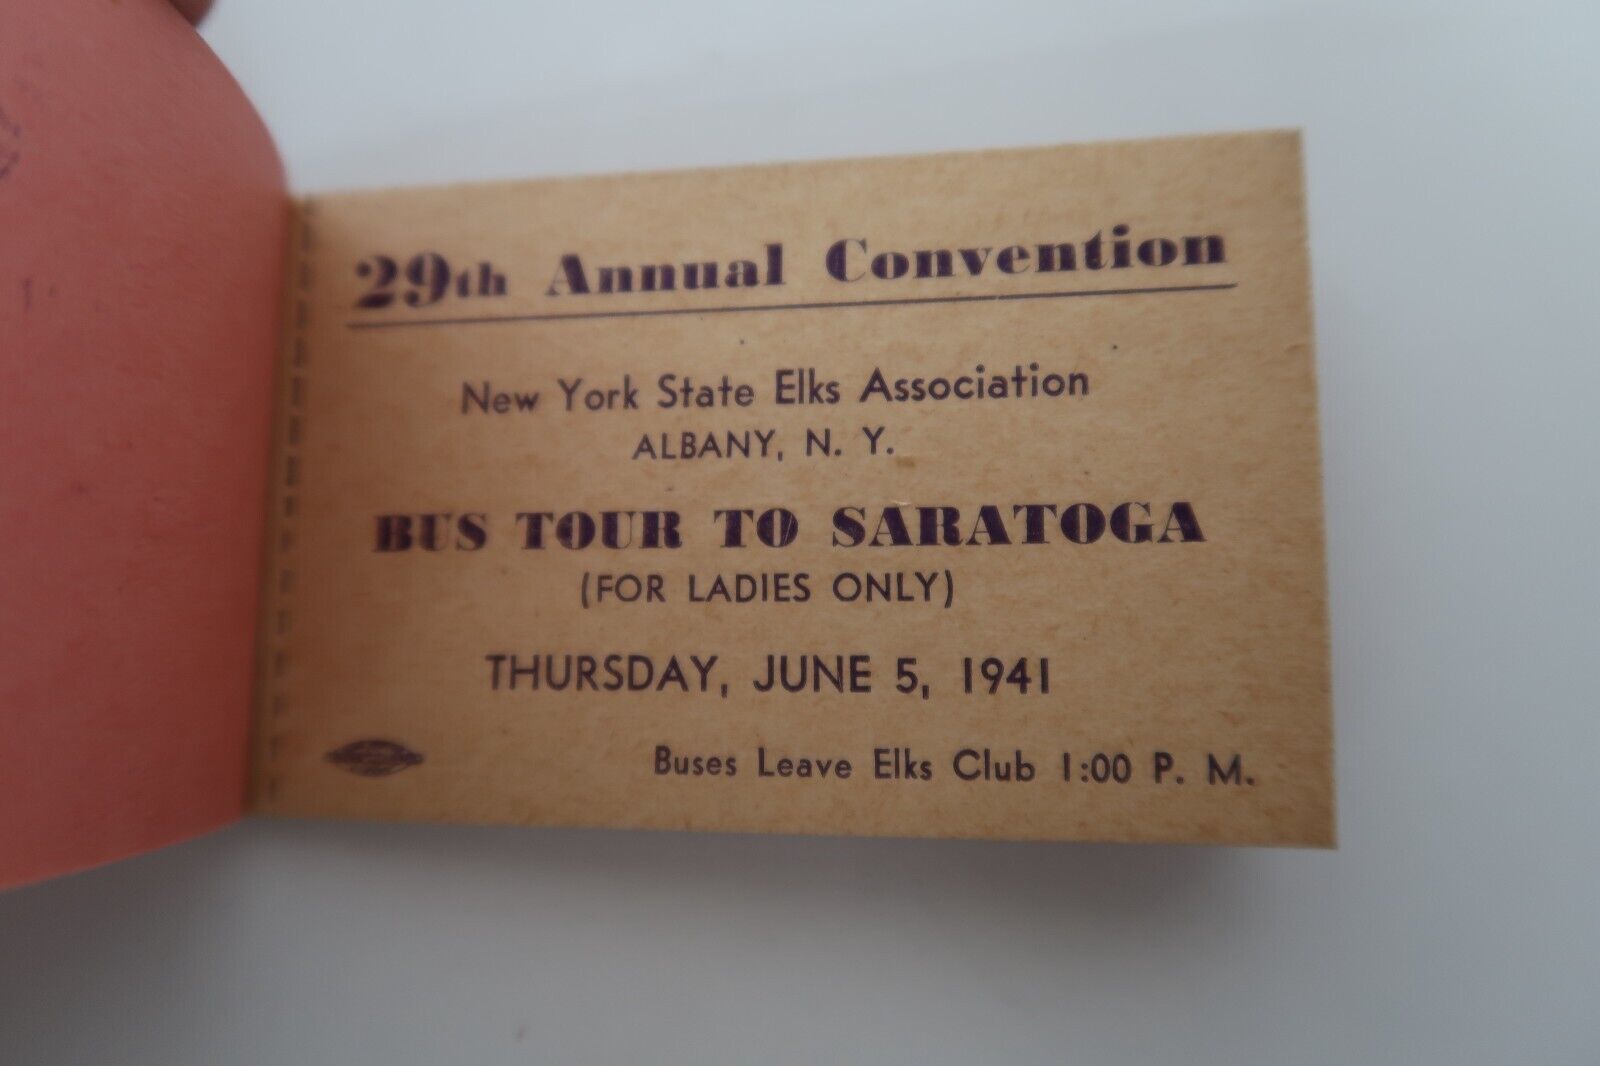 29th Annual Convention
New York State Elks Association
ALBANY, N. Y.
BUS TOUR TO SARATOGA
(FOR LADIES ONLY)
THURSDAY, JUNE 5, 1941
Buses Leave Elks Club 1:00 P. M.